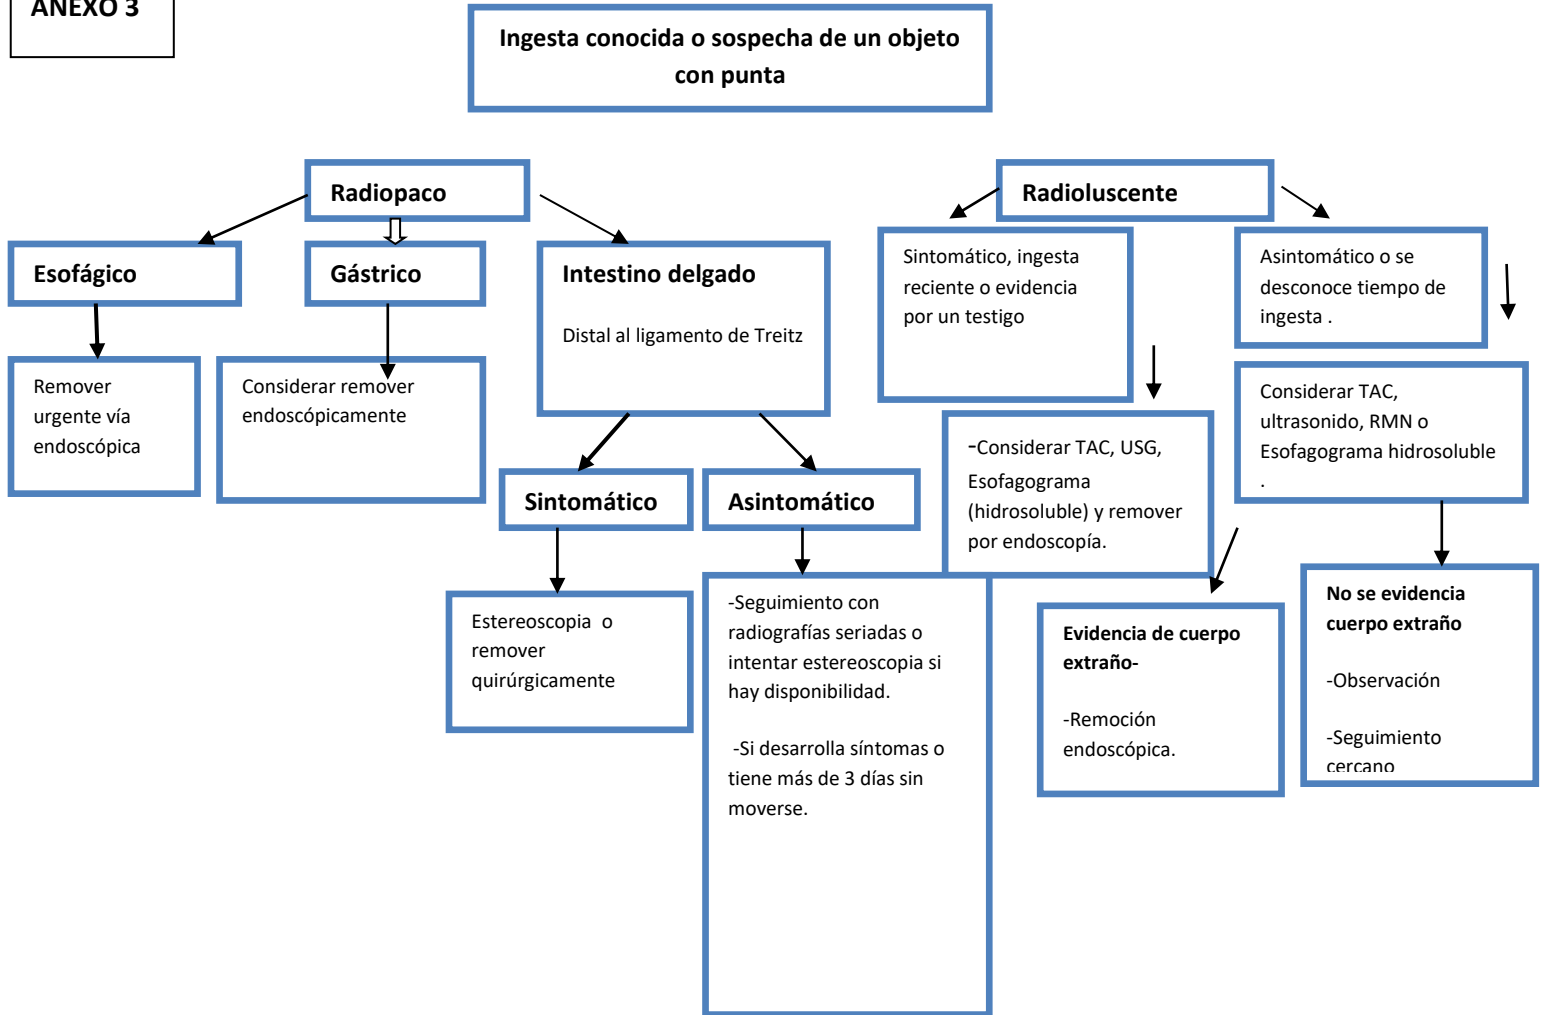 ANEXO 3
Ingesta conocida o sospecha de un objeto
con punta
Radiopaco
Radioluscente
Esofágico
Gástrico
Intestino delgado
Distal al ligamento de Treitz
Sintomático, ingesta
reciente o evidencia
por un testigo
Asintomático o se
desconoce tiempo de
ingesta .
Remover
urgente vía
endoscópica
Considerar remover
endoscópicamente
Considerar TAC,
ultrasonido, RMN o
Esofagograma hidrosoluble
.
-Considerar TAC, USG,
Esofagograma
(hidrosoluble) y remover
por endoscopía.
Sintomático
Asintomático
Estereoscopia o
remover
quirúrgicamente
-Seguimiento con
radiografías seriadas o
intentar estereoscopia si
hay disponibilidad.
-Si desarrolla síntomas o
tiene más de 3 días sin
moverse.
Evidencia de cuerpo
extraño-
-Remoción
endoscópica.
No se evidencia
cuerpo extraño
-Observación
-Seguimiento
cercano